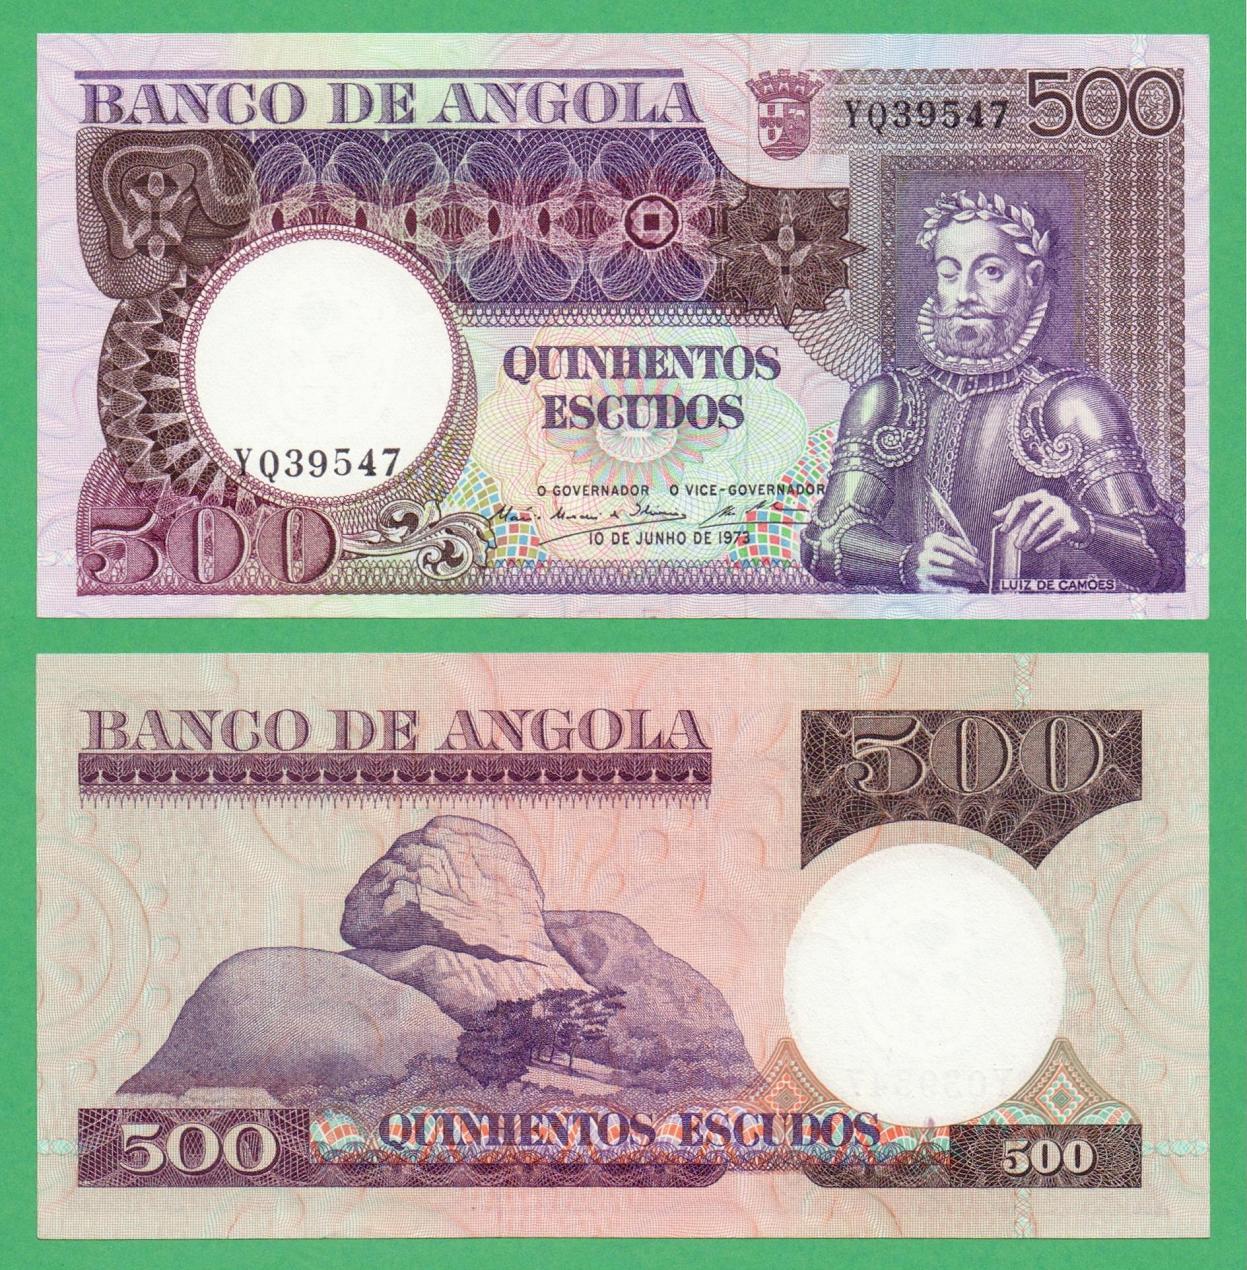 BANCO DE ANGOLA
YQ39547 500
QUINHENTOS
ESCUDOS
YQ39547
O GOVERNADOR O VICE-GOVERNADOR
10 DE JUNHO DE 1973
500
LUIZ DE CAMÕES
BANCO DE ANGOLA
500
500
QUINHENTOS ESCUDOS
500